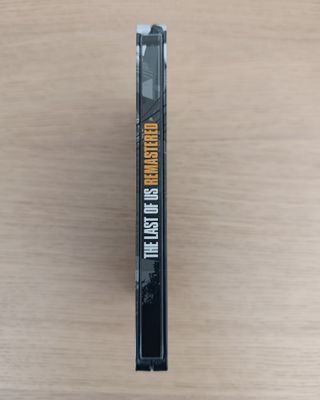 THE LAST OF US REMASTERED